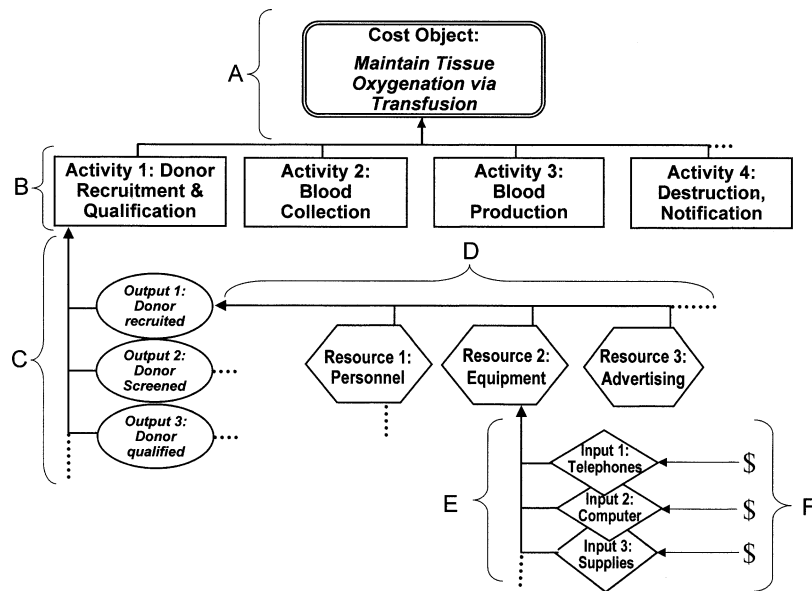 A
Cost Object:
Maintain Tissue
Oxygenation via
Transfusion
B
Activity 1: Donor
Recruitment &
Qualification
Activity 2:
Blood
Collection
Activity 3:
Blood
Production
Activity 4:
Destruction,
Notification
C
D
Output 1:
Donor
recruited
Output 2:
Donor
Screened
Output 3:
Donor
qualified
Resource 1:
Personnel
Resource 2:
Equipment
Resource 3:
Advertising
E
Input 1:
Telephones
$
Input 2:
Computer
$
Input 3:
Supplies
$
F